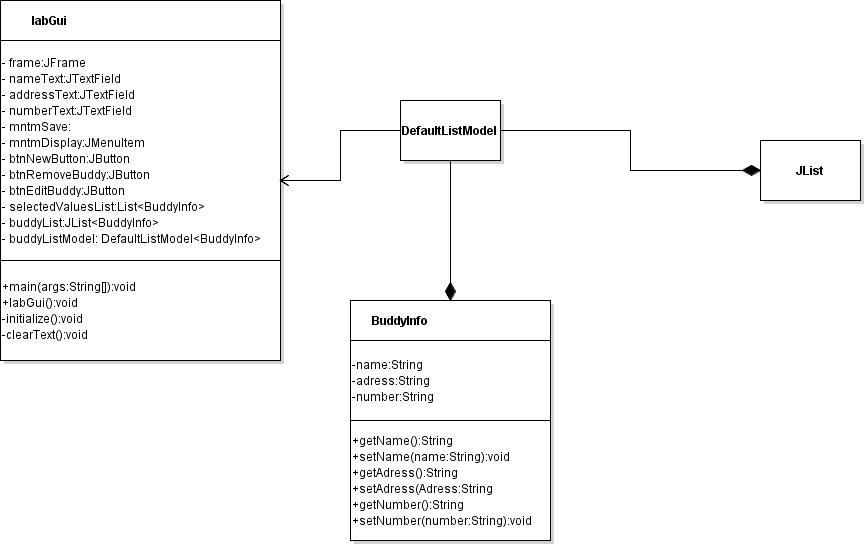 labGui
- frame:JFrame
- nameText:JTextField
- addressText:JTextField
- numberText:JTextField
- mntmSave:
- mntmDisplay:JMenuItem
- btnNewButton:JButton
- btnRemoveBuddy:JButton
- btnEditBuddy:JButton
- selectedValuesList:List<BuddyInfo>
- buddyList:JList<BuddyInfo>
- buddyListModel: DefaultListModel<BuddyInfo>
+main(args:String[]):void
+labGui():void
-initialize():void
-clearText():void
DefaultListModel
JList
BuddyInfo
-name:String
-adress:String
-number:String
+getName():String
+setName(name:String):void
+getAdress():String
+setAdress(Adress:String
+getNumber():String
+setNumber(number:String):void